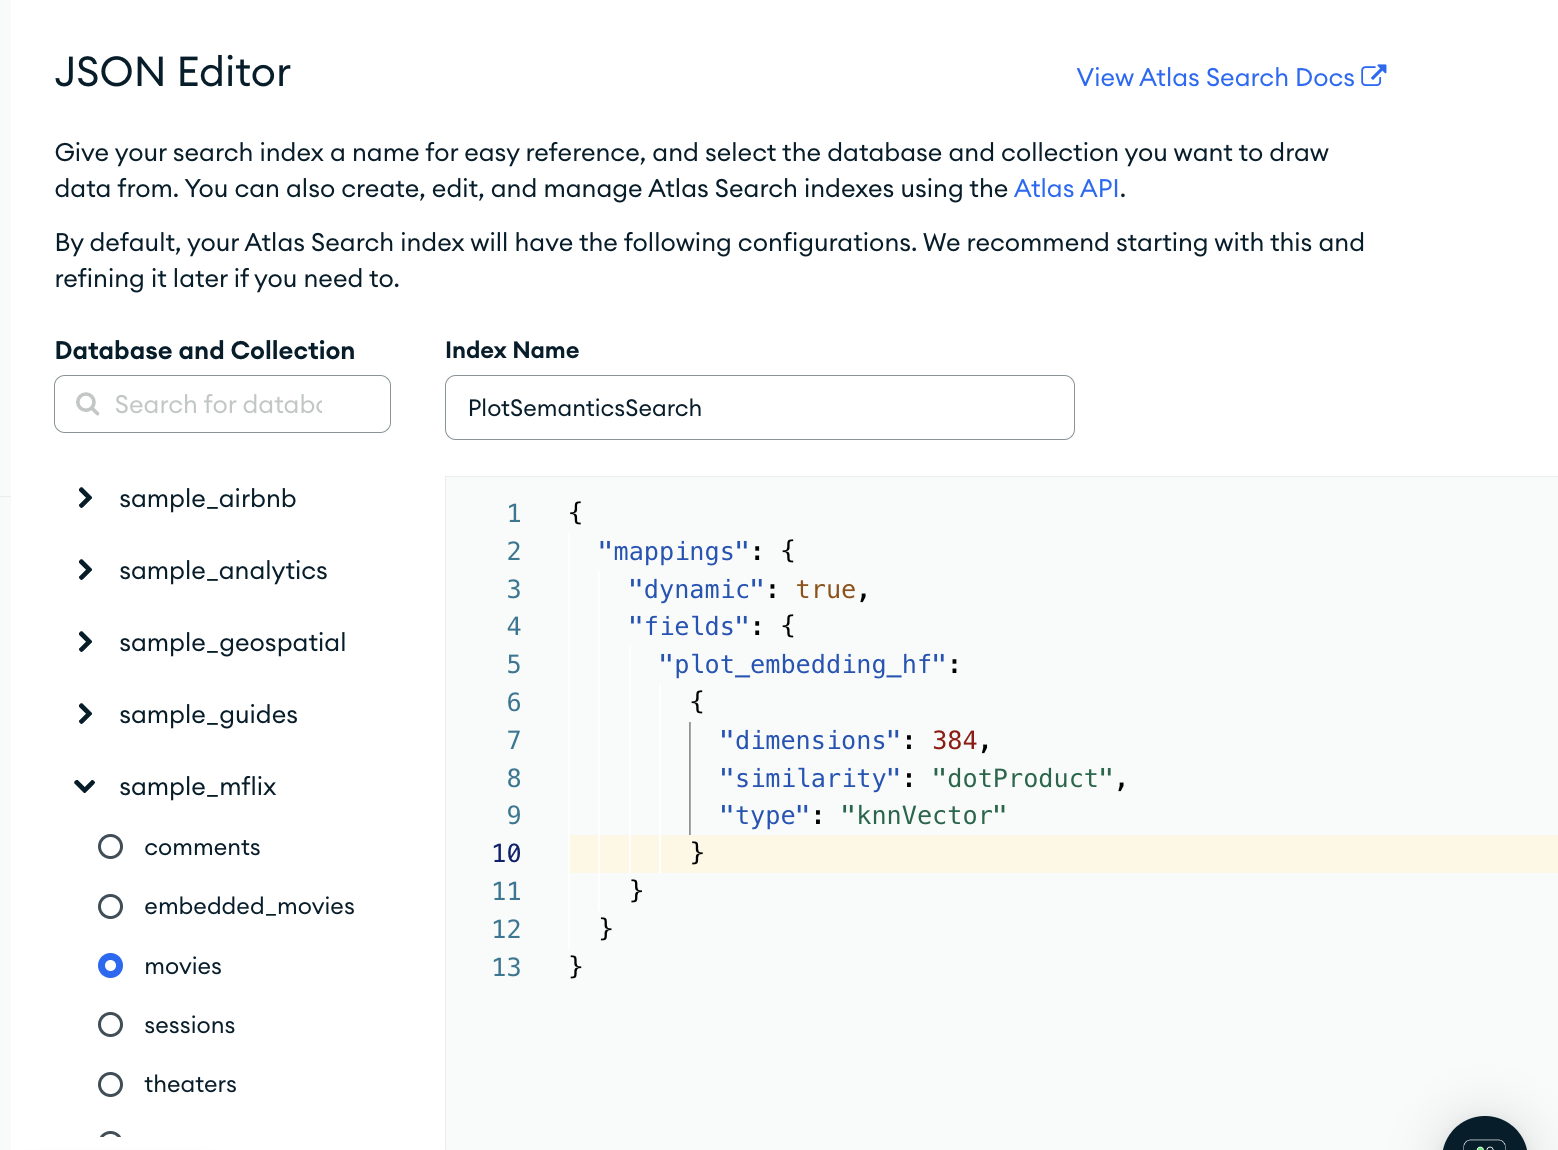 JSON Editor
View Atlas Search Docs
Give your search index a name for easy reference, and select the database and collection you want to draw
data from. You can also create, edit, and manage Atlas Search indexes using the Atlas API.
By default, your Atlas Search index will have the following configurations. We recommend starting with this and
refining it later if you need to.
Database and Collection
Search for datab
sample_airbnb
sample_analytics
sample_geospatial
sample_guides
sample_mflix
comments
embedded_movies
movies
sessions
theaters
Index Name
PlotSemanticsSearch
1 {
2 "mappings": {
3 "dynamic": true,
4 "fields": {
5 "plot_embedding_hf":
6 {
7 "dimensions": 384,
8 "similarity": "dotProduct",
9 "type": "knnVector"
10 }
11 }
12 }
13 }